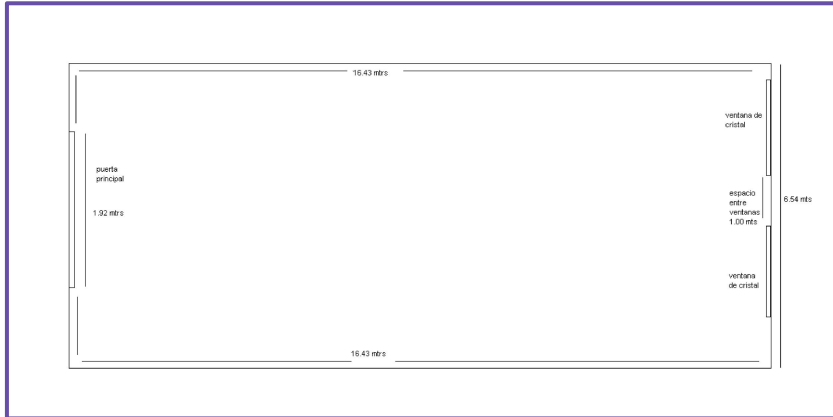 16.43 mtrs
ventana de
cristal
puerta
principal
1.92 mtrs
espacio
entre
ventanas
1.00 mts
6.54 mts
ventana
de cristal
16.43 mtrs